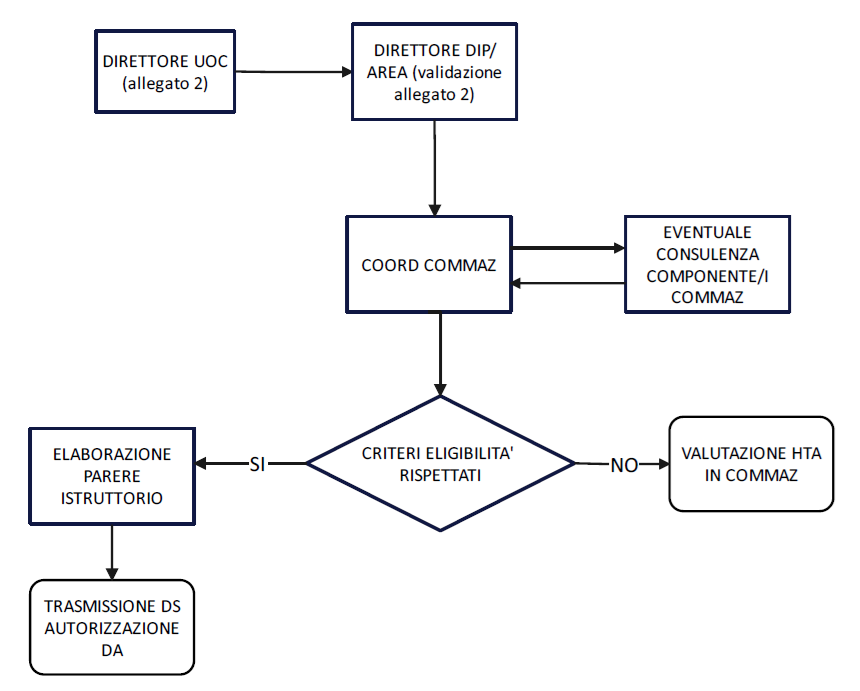 DIRETTORE UOC
(allegato 2)
DIRETTORE DIP/
AREA (validazione
allegato 2)
COORD COMMAZ
EVENTUALE
CONSULENZA
COMPONENTE/I
COMMAZ
CRITERI ELIGIBILITA'
RISPETTATI
SI
NO
ELABORAZIONE
PARERE
ISTRUTTORIO
VALUTAZIONE HTA
IN COMMAZ
TRASMISSIONE DS
AUTORIZZAZIONE
DA